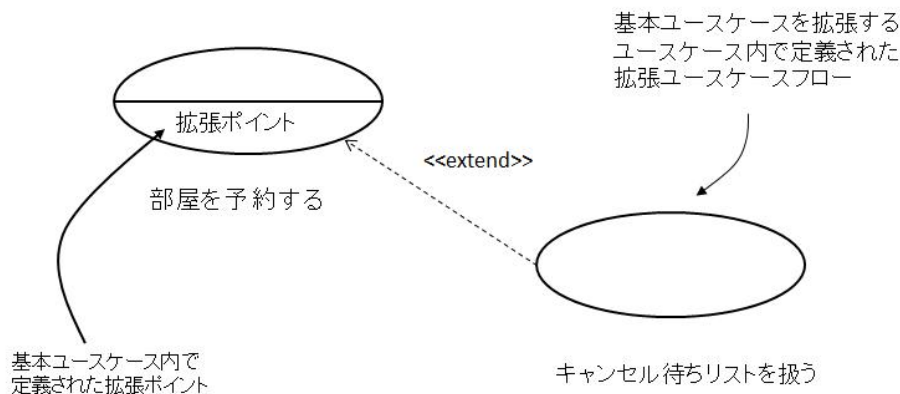 基本ユースケースを拡張する
ユースケース内で定義された
拡張ユースケースフロー
拡張ポイント
<<extend>>
部屋を予約する
基本ユースケース内で
定義された拡張ポイント
キャンセル待ちリストを扱う